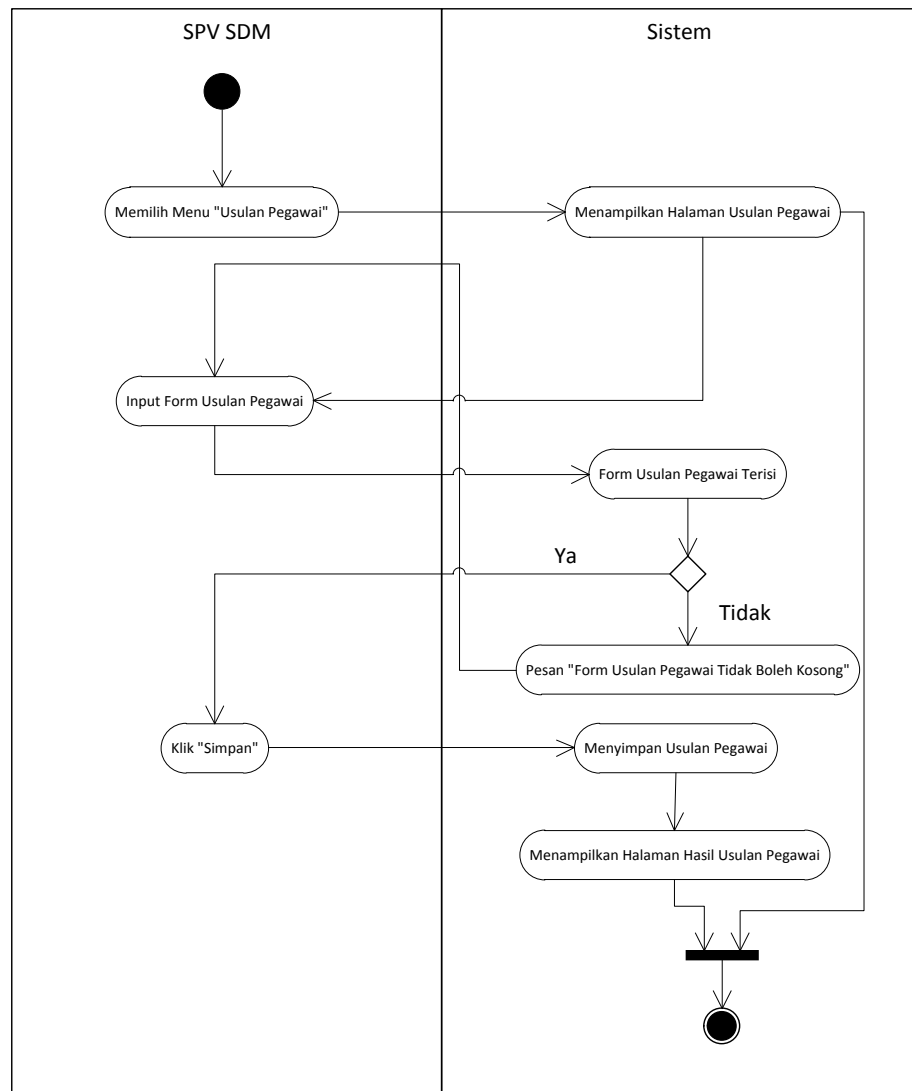 SPV SDM
Sistem
Memilih Menu "Usulan Pegawai"
Menampilkan Halaman Usulan Pegawai
Input Form Usulan Pegawai
Form Usulan Pegawai Terisi
Ya
Tidak
Pesan "Form Usulan Pegawai Tidak Boleh Kosong"
Klik "Simpan"
Menyimpan Usulan Pegawai
Menampilkan Halaman Hasil Usulan Pegawai